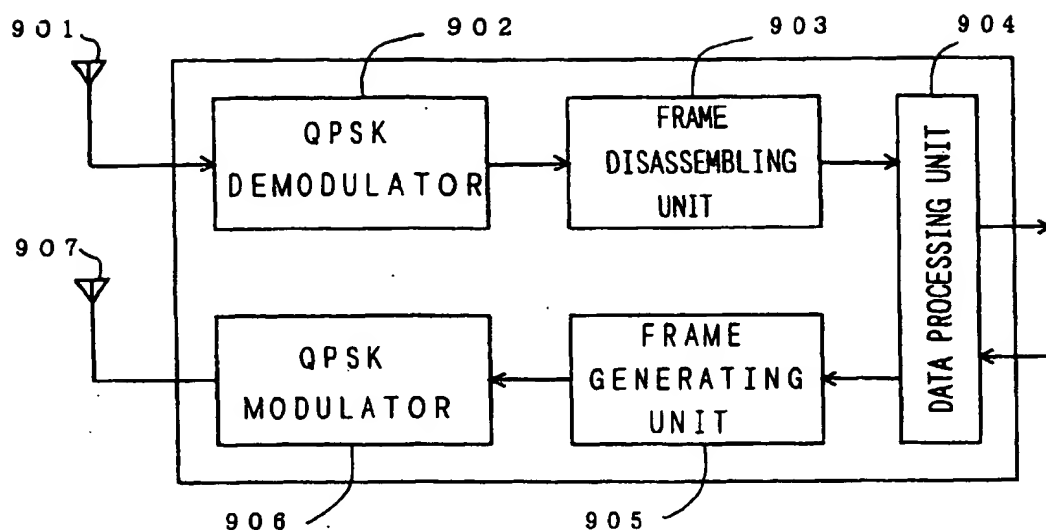 901
902
903
904
QPSK
DEMODULATOR
FRAME
DISASSEMBLING
UNIT
DATA PROCESSING UNIT
907
QPSK
MODULATOR
FRAME
GENERATING
UNIT
906
905